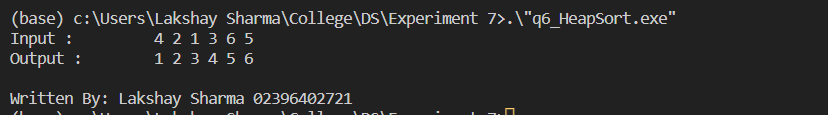 (base) c:\Users\Lakshay Sharma\College\DS\Experiment 7>.\"q6_HeapSort.exe"
Input :         4 2 1 3 6 5
Output :        1 2 3 4 5 6
Written By: Lakshay Sharma 02396402721